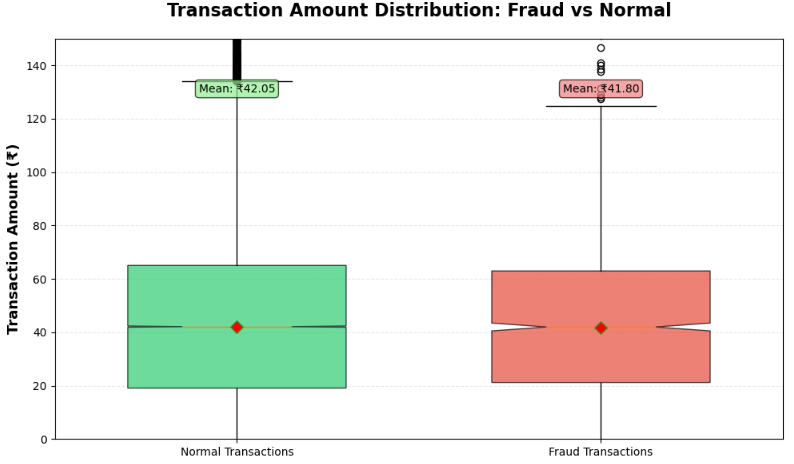 Transaction Amount Distribution: Fraud vs Normal
Transaction Amount (₹)
140
120
100
80
60
40
20
0
Mean: ₹42.05
Mean: ₹41.80
Normal Transactions
Fraud Transactions